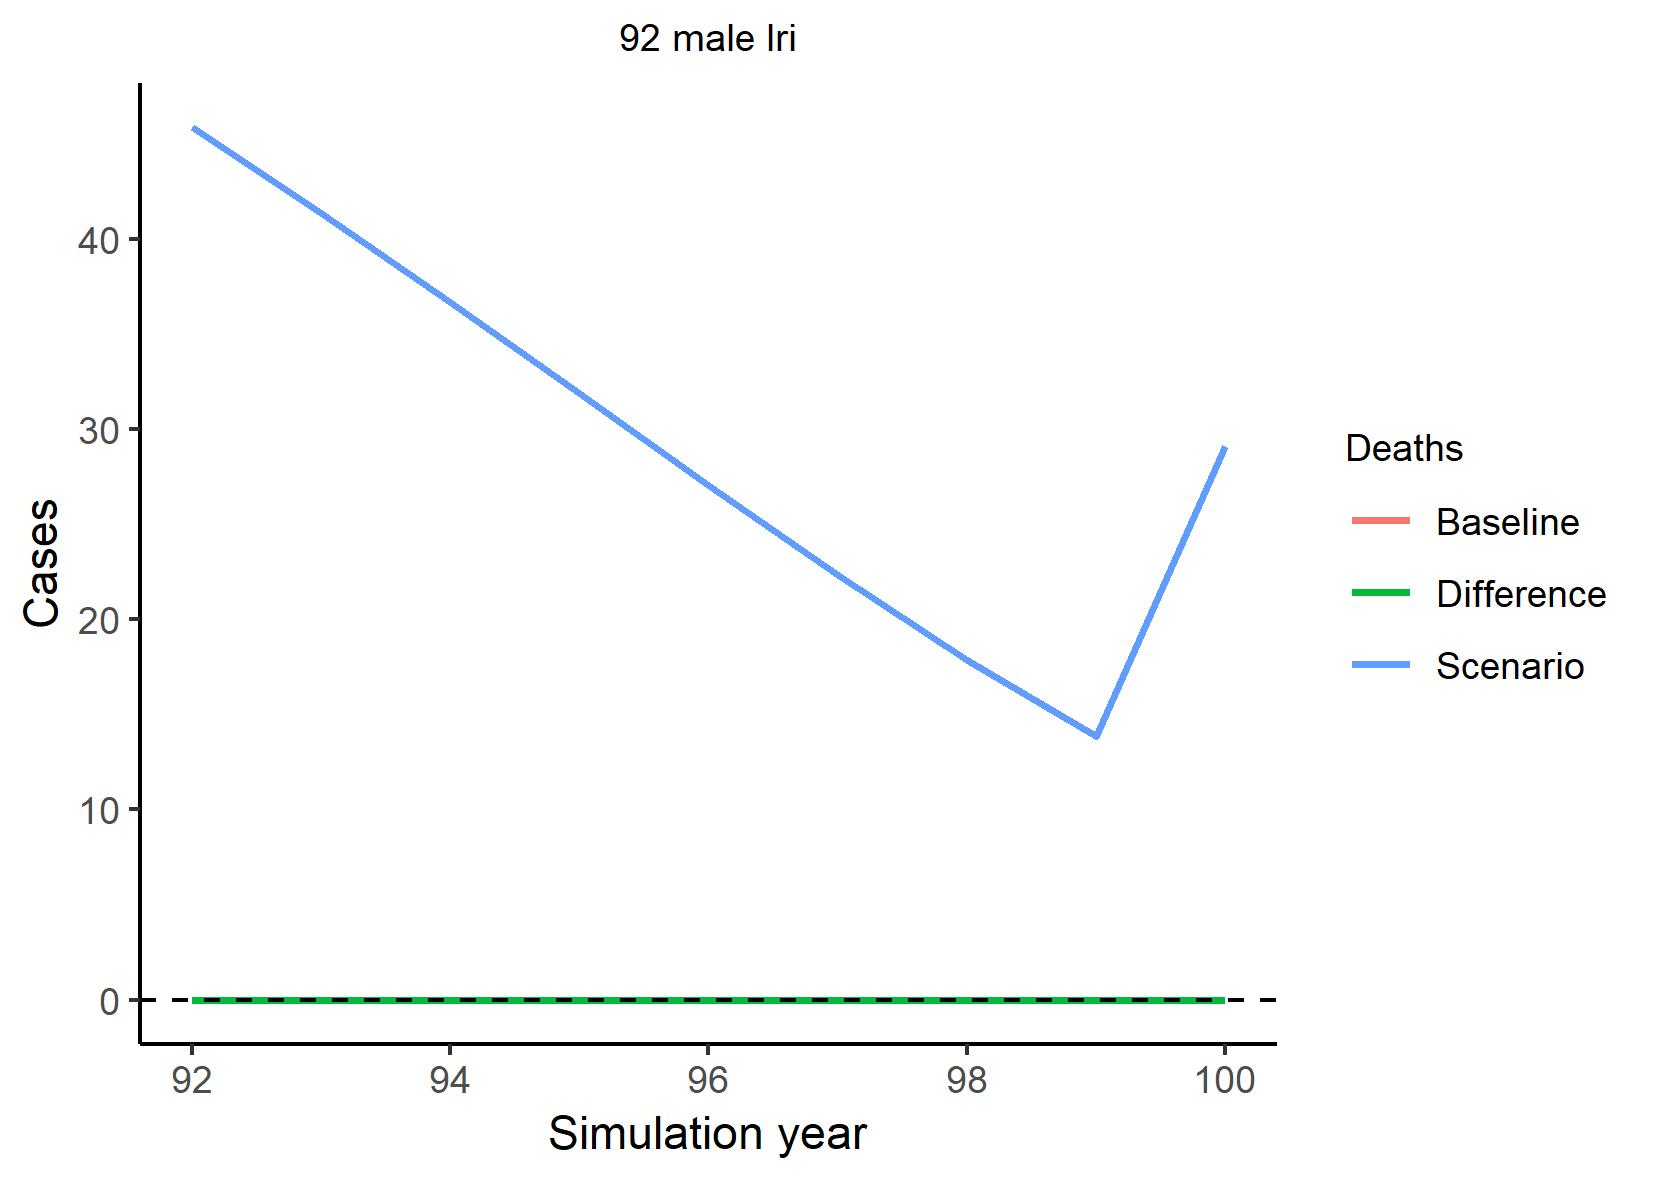 92 male lri
Cases
40
30
20
10
0
92 94 96 98 100
Simulation year
Deaths
Baseline
Difference
Scenario